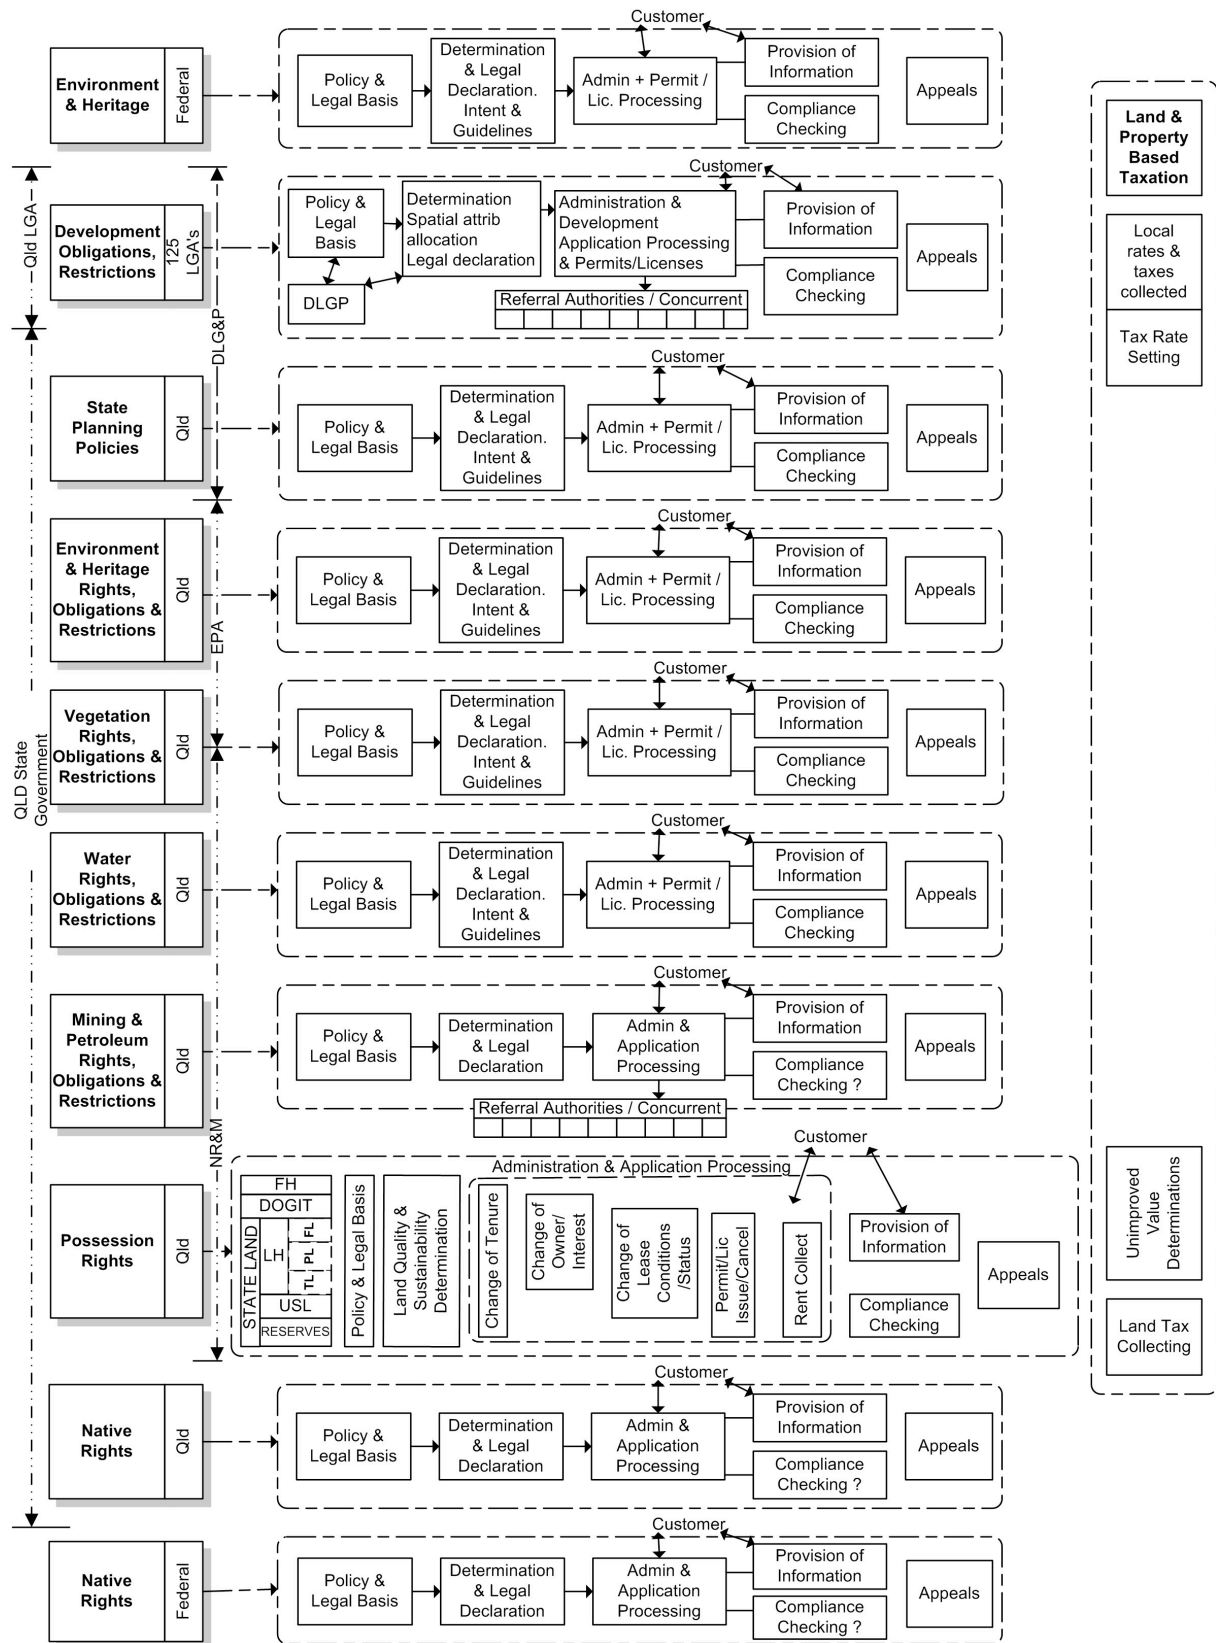 Customer
Environment
& Heritage
Federal
Policy &
Legal Basis
Determination
& Legal
Declaration.
Intent &
Guidelines
Admin + Permit /
Lic. Processing
Provision of
Information
Compliance
Checking
Appeals
Land &
Property
Based
Taxation
Local
rates &
taxes
collected
Tax Rate
Setting
Unimproved
Value
Determinations
Land Tax
Collecting
Qld LGA
QLD State
Government
DLG&P
EPA
NR&M
Customer
Development
Obligations,
Restrictions
125
LGA's
Policy &
Legal
Basis
DLGP
Determination
Spatial attrib
allocation
Legal declaration
Administration &
Development
Application Processing
& Permits/Licenses
Referral Authorities / Concurrent
Provision of
Information
Compliance
Checking
Appeals
Customer
State
Planning
Policies
Qld
Policy &
Legal Basis
Determination
& Legal
Declaration.
Intent &
Guidelines
Admin + Permit /
Lic. Processing
Provision of
Information
Compliance
Checking
Appeals
Customer
Environment
& Heritage
Rights,
Obligations &
Restrictions
Qld
Policy &
Legal Basis
Determination
& Legal
Declaration.
Intent &
Guidelines
Admin + Permit /
Lic. Processing
Provision of
Information
Compliance
Checking
Appeals
Customer
Vegetation
Rights,
Obligations &
Restrictions
Qld
Policy &
Legal Basis
Determination
& Legal
Declaration.
Intent &
Guidelines
Admin + Permit /
Lic. Processing
Provision of
Information
Compliance
Checking
Appeals
Customer
Water
Rights,
Obligations &
Restrictions
Qld
Policy &
Legal Basis
Determination
& Legal
Declaration.
Intent &
Guidelines
Admin + Permit /
Lic. Processing
Provision of
Information
Compliance
Checking
Appeals
Customer
Mining &
Petroleum
Rights,
Obligations &
Restrictions
Qld
Policy &
Legal Basis
Determination
& Legal
Declaration
Admin &
Application
Processing
Referral Authorities / Concurrent
Provision of
Information
Compliance
Checking ?
Appeals
Customer
Possession
Rights
Qld
STATE LAND
FH
DOGIT
LH
FL
PL
TL
USL
RESERVES
Policy & Legal Basis
Land Quality &
Sustainability
Determination
Administration & Application Processing
Change of Tenure
Change of
Owner/
Interest
Change of
Lease
Conditions
/Status
Permit/Lic
Issue/Cancel
Rent Collect
Provision of
Information
Compliance
Checking
Appeals
Customer
Native
Rights
Qld
Policy &
Legal Basis
Determination
& Legal
Declaration
Admin &
Application
Processing
Provision of
Information
Compliance
Checking ?
Appeals
Customer
Native
Rights
Federal
Policy &
Legal Basis
Determination
& Legal
Declaration
Admin &
Application
Processing
Provision of
Information
Compliance
Checking ?
Appeals